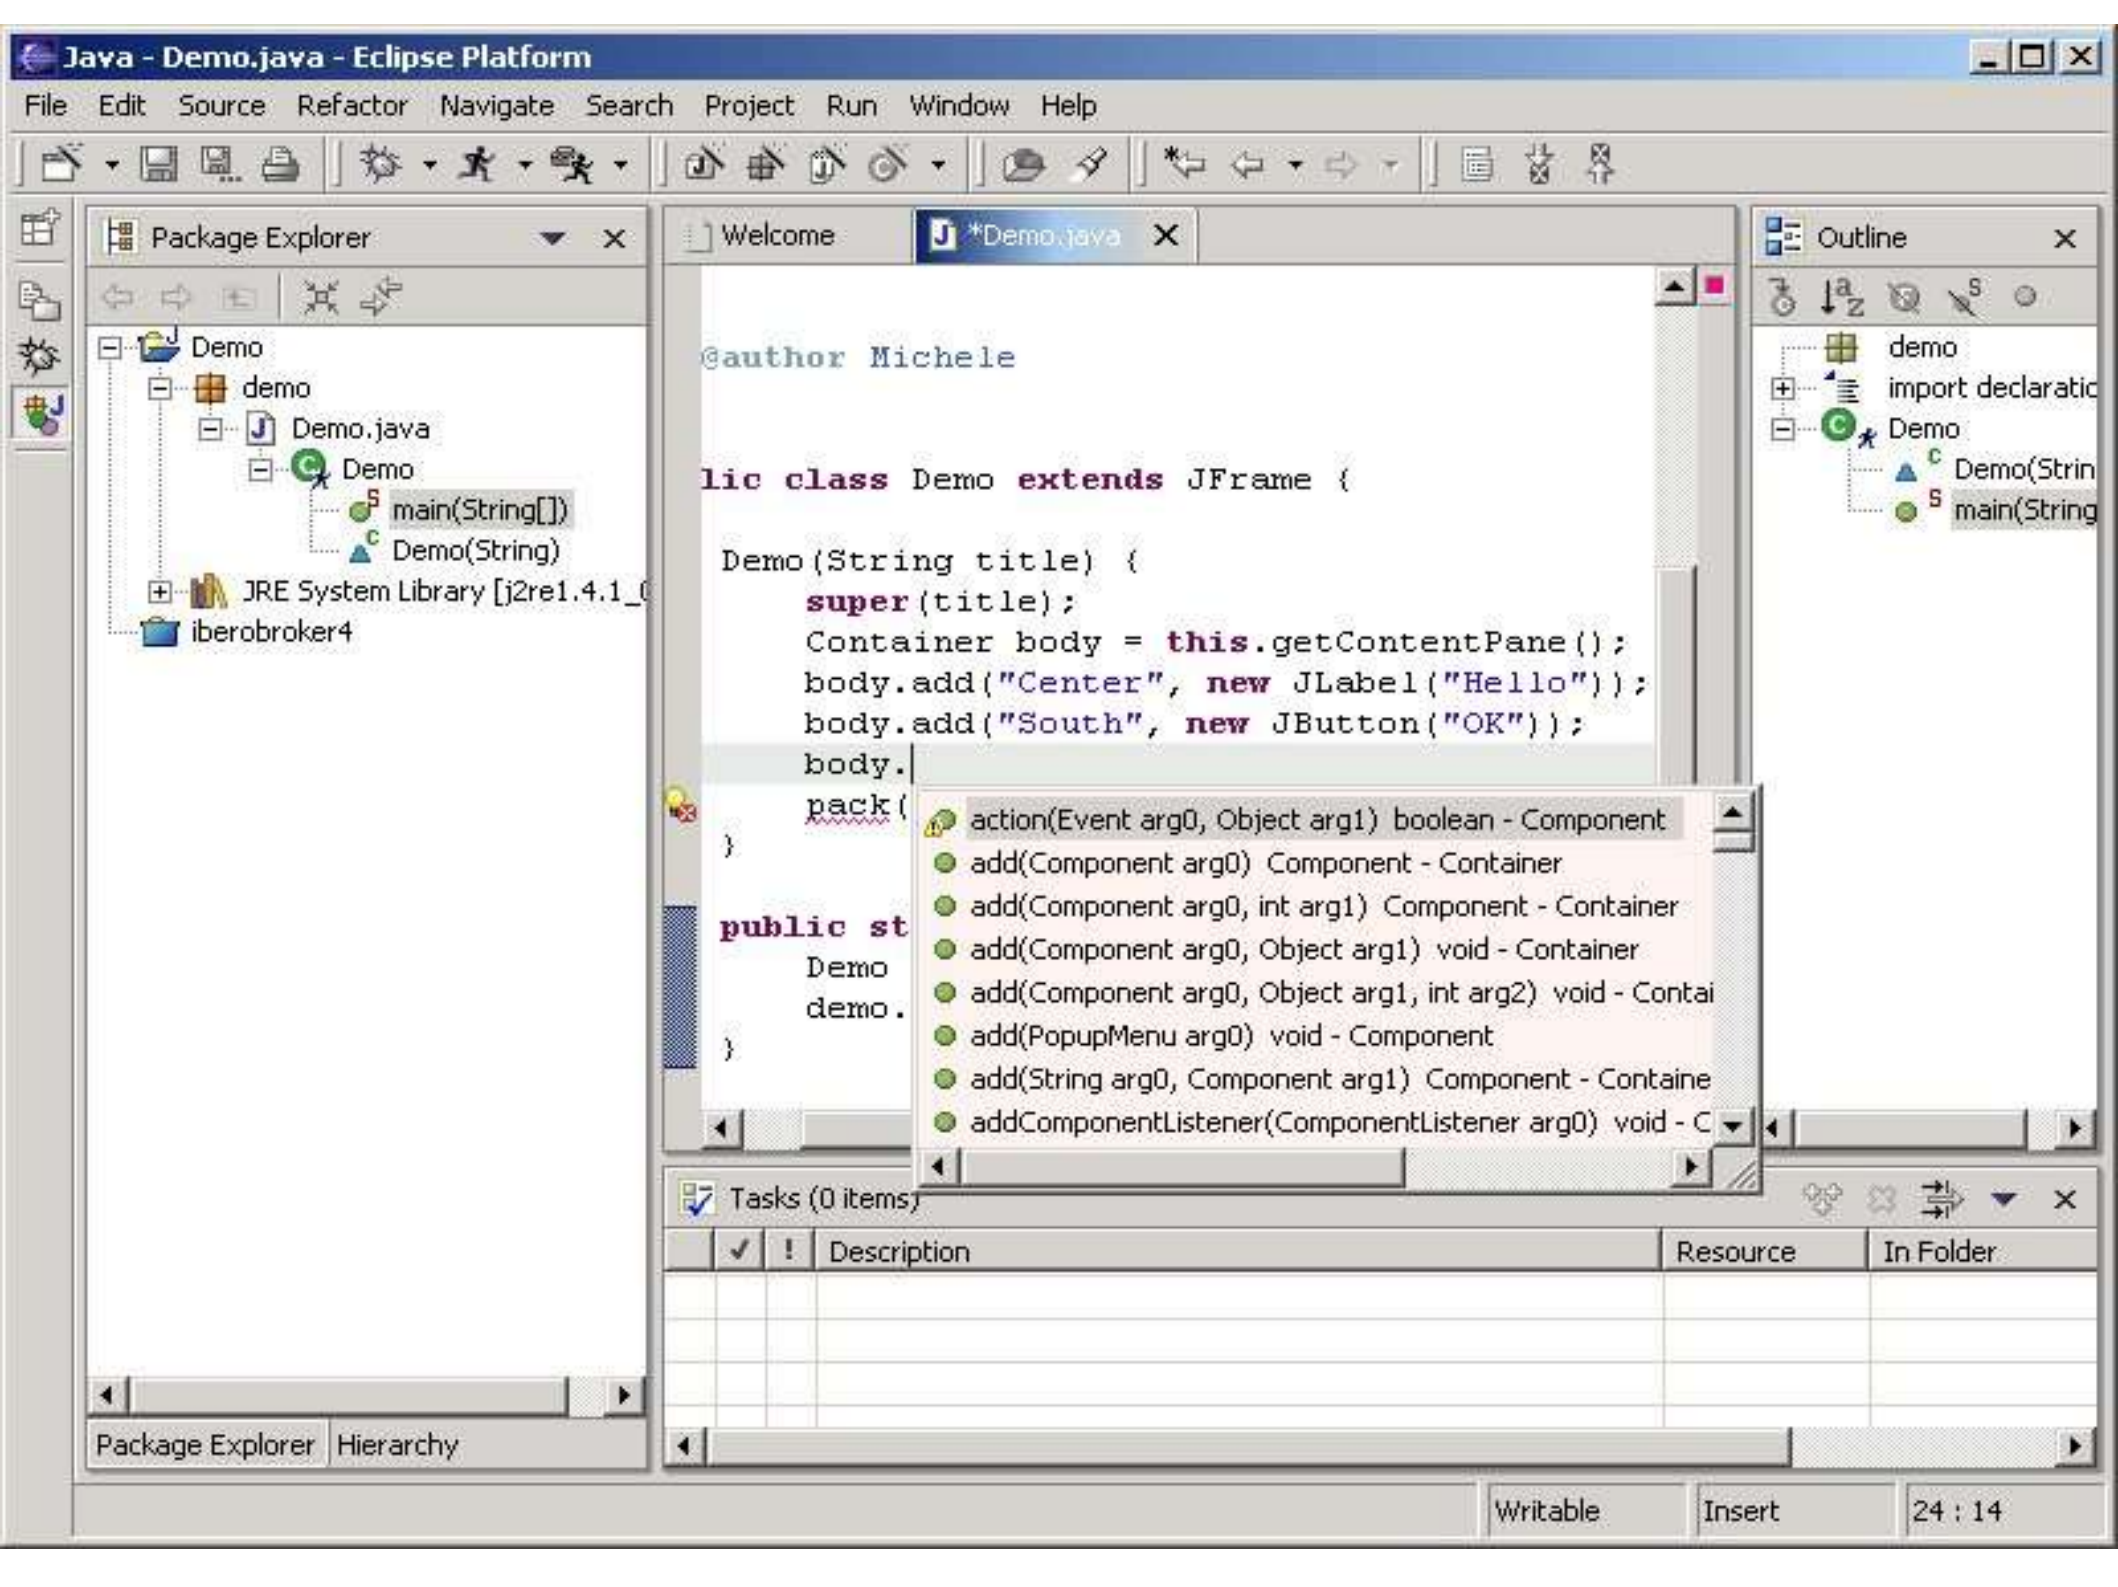 Java - Demo.java - Eclipse Platform
File Edit Source Refactor Navigate Search Project Run Window Help
Package Explorer
Demo
demo
Demo.java
Demo
main(String[])
Demo(String)
JRE System Library [j2re1.4.1_
iberobroker4
Package Explorer Hierarchy
Welcome *Demo.java
@author Michele
lic class Demo extends JFrame {
Demo(String title) {
super(title);
Container body = this.getContentPane();
body.add("Center", new JLabel("Hello"));
body.add("South", new JButton("OK"));
body.
pack(
}
public st
Demo
demo.
}
action(Event arg0, Object arg1) boolean - Component
add(Component arg0) Component - Container
add(Component arg0, int arg1) Component - Container
add(Component arg0, Object arg1) void - Container
add(Component arg0, Object arg1, int arg2) void - Contai
add(PopupMenu arg0) void - Component
add(String arg0, Component arg1) Component - Containe
addComponentListener(ComponentListener arg0) void - C
Outline
demo
import declaratio
Demo
Demo(Strin
main(String
Tasks (0 items)
! Description Resource In Folder
Writable Insert 24 : 14